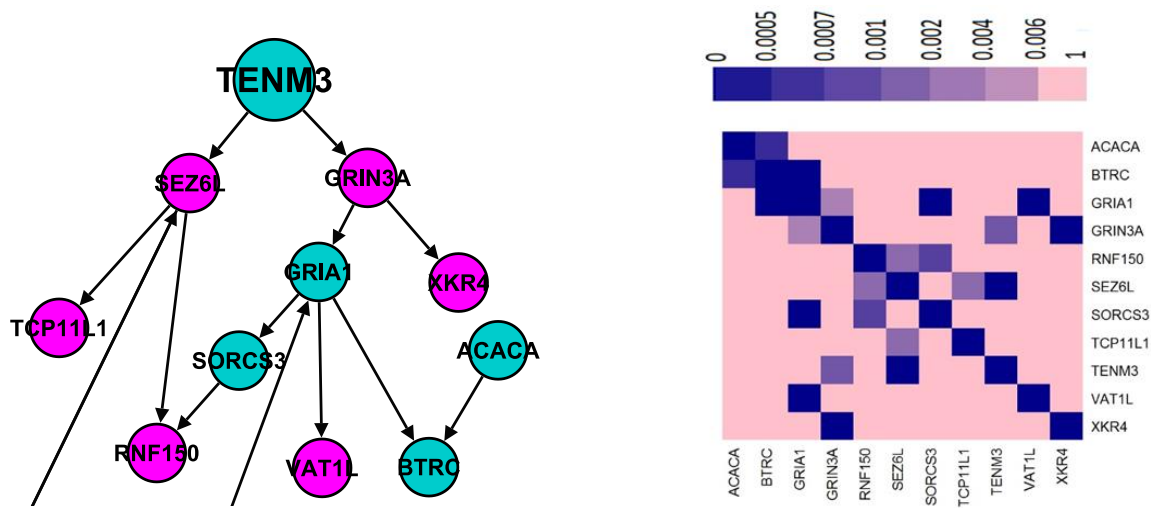 TENM3
SEZ6L
GRIN3A
GRIA1
XKR4
TCP11L1
SORCS3
ACACA
RNF150
VAT1L
BTRC
0
0.0005
0.0007
0.001
0.002
0.004
0.006
1
ACACA
BTRC
GRIA1
GRIN3A
RNF150
SEZ6L
SORCS3
TCP11L1
TENM3
VAT1L
XKR4
ACACA
BTRC
GRIA1
GRIN3A
RNF150
SEZ6L
SORCS3
TCP11L1
TENM3
VAT1L
XKR4